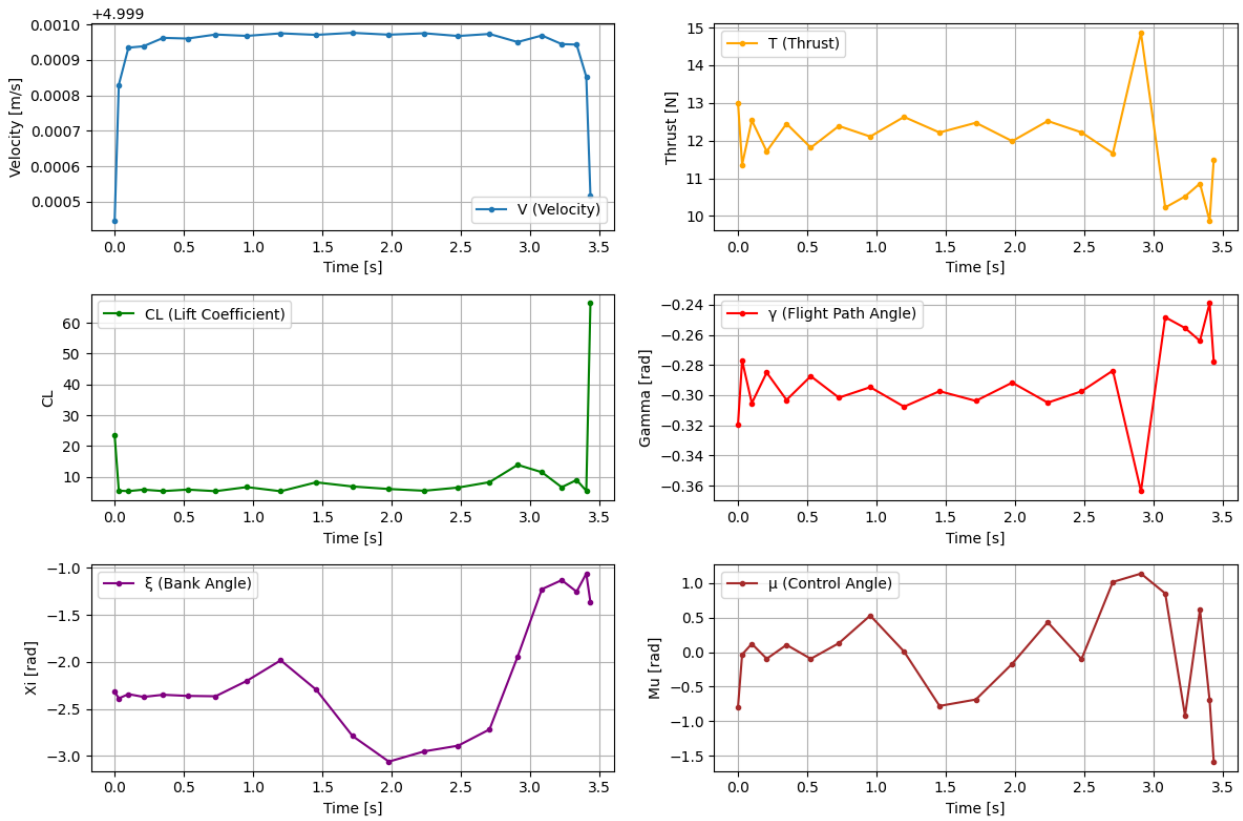 +4.999
0.0010
0.0009
0.0008
0.0007
0.0006
0.0005
Velocity [m/s]
V (Velocity)
0.0 0.5 1.0 1.5 2.0 2.5 3.0 3.5
Time [s]
15
14
13
12
11
10
Thrust [N]
T (Thrust)
0.0 0.5 1.0 1.5 2.0 2.5 3.0 3.5
Time [s]
60
50
40
30
20
10
CL
CL (Lift Coefficient)
0.0 0.5 1.0 1.5 2.0 2.5 3.0 3.5
Time [s]
−0.24
−0.26
−0.28
−0.30
−0.32
−0.34
−0.36
Gamma [rad]
γ (Flight Path Angle)
0.0 0.5 1.0 1.5 2.0 2.5 3.0 3.5
Time [s]
−1.0
−1.5
−2.0
−2.5
−3.0
Xi [rad]
ξ (Bank Angle)
0.0 0.5 1.0 1.5 2.0 2.5 3.0 3.5
Time [s]
1.0
0.5
0.0
−0.5
−1.0
−1.5
Mu [rad]
μ (Control Angle)
0.0 0.5 1.0 1.5 2.0 2.5 3.0 3.5
Time [s]